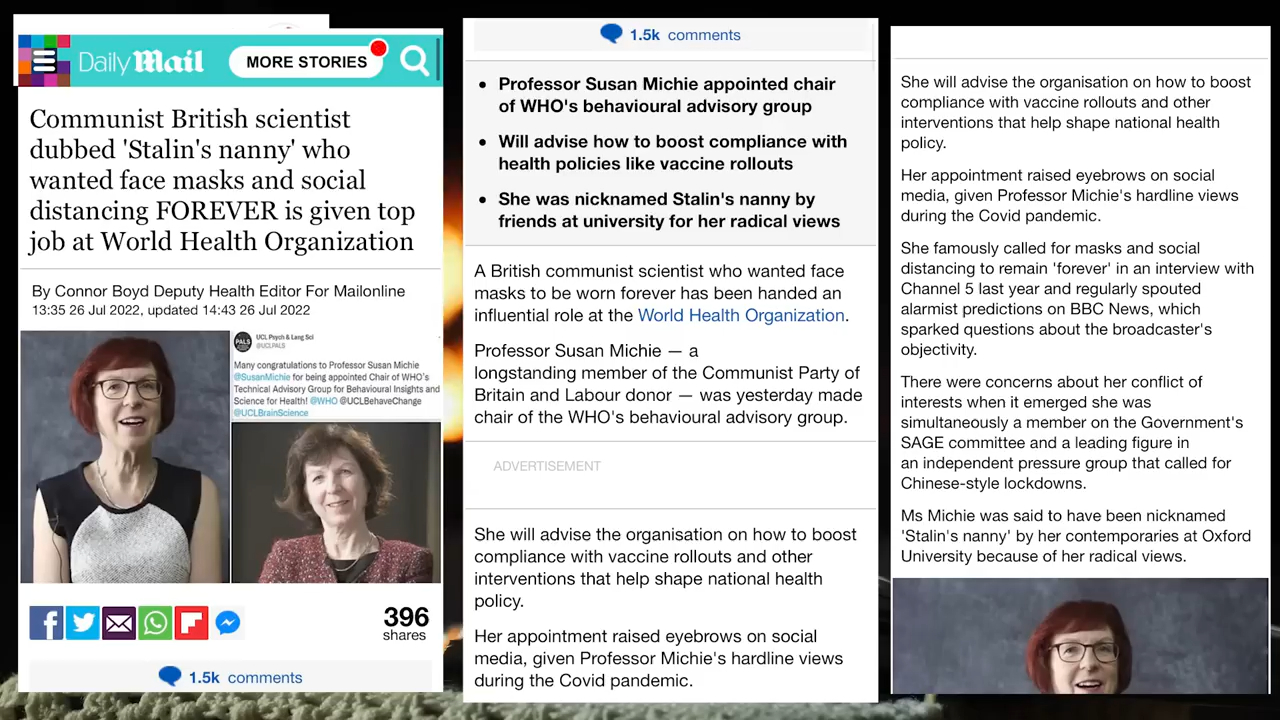 Daily Mail
MORE STORIES
Communist British scientist
dubbed 'Stalin's nanny' who
wanted face masks and social
distancing FOREVER is given top
job at World Health Organization
By Connor Boyd Deputy Health Editor For Mailonline
13:35 26 Jul 2022, updated 14:43 26 Jul 2022
PALS
UCL Psych & Lang Sci
@UCLPALS
Many congratulations to Professor Susan Michie
@SusanMichie for being appointed Chair of WHO's
Technical Advisory Group for Behavioural Insights and
Science for Health! @WHO @UCLBehaveChange
@UCLBrainScience
396
shares
1.5k comments
1.5k comments
• Professor Susan Michie appointed chair
of WHO's behavioural advisory group
• Will advise how to boost compliance with
health policies like vaccine rollouts
• She was nicknamed Stalin's nanny by
friends at university for her radical views
A British communist scientist who wanted face
masks to be worn forever has been handed an
influential role at the World Health Organization.
Professor Susan Michie — a
longstanding member of the Communist Party of
Britain and Labour donor — was yesterday made
chair of the WHO's behavioural advisory group.
ADVERTISEMENT
She will advise the organisation on how to boost
compliance with vaccine rollouts and other
interventions that help shape national health
policy.
Her appointment raised eyebrows on social
media, given Professor Michie's hardline views
during the Covid pandemic.
She will advise the organisation on how to boost
compliance with vaccine rollouts and other
interventions that help shape national health
policy.
Her appointment raised eyebrows on social
media, given Professor Michie's hardline views
during the Covid pandemic.
She famously called for masks and social
distancing to remain 'forever' in an interview with
Channel 5 last year and regularly spouted
alarmist predictions on BBC News, which
sparked questions about the broadcaster's
objectivity.
There were concerns about her conflict of
interests when it emerged she was
simultaneously a member on the Government's
SAGE committee and a leading figure in
an independent pressure group that called for
Chinese-style lockdowns.
Ms Michie was said to have been nicknamed
'Stalin's nanny' by her contemporaries at Oxford
University because of her radical views.